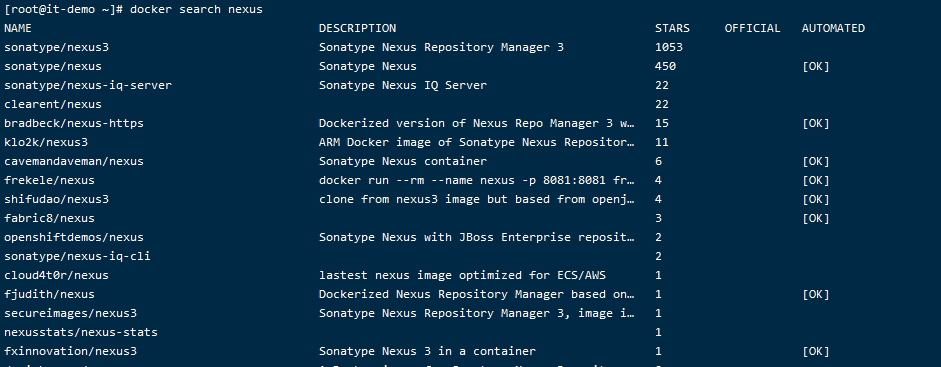 [root@it-demo ~]# docker search nexus
NAME DESCRIPTION STARS OFFICIAL AUTOMATED
sonatype/nexus3 Sonatype Nexus Repository Manager 3 1053
sonatype/nexus Sonatype Nexus 450 [OK]
sonatype/nexus-iq-server Sonatype Nexus IQ Server 22
clearent/nexus 22
bradbeck/nexus-https Dockerized version of Nexus Repo Manager 3 w… 15 [OK]
klo2k/nexus3 ARM Docker image of Sonatype Nexus Repositor… 11
cavemandaveman/nexus Sonatype Nexus container 6 [OK]
frekele/nexus docker run --rm --name nexus -p 8081:8081 fr… 4 [OK]
shifudao/nexus3 clone from nexus3 image but based from openj… 4 [OK]
fabric8/nexus 3 [OK]
openshiftdemos/nexus Sonatype Nexus with JBoss Enterprise reposit… 2
sonatype/nexus-iq-cli 2
cloud4t0r/nexus lastest nexus image optimized for ECS/AWS 1
fjudith/nexus Dockerized Nexus Repository Manager based on… 1 [OK]
secureimages/nexus3 Sonatype Nexus Repository Manager 3, image i… 1
nexusstats/nexus-stats 1
fxinnovation/nexus3 Sonatype Nexus 3 in a container 1 [OK]